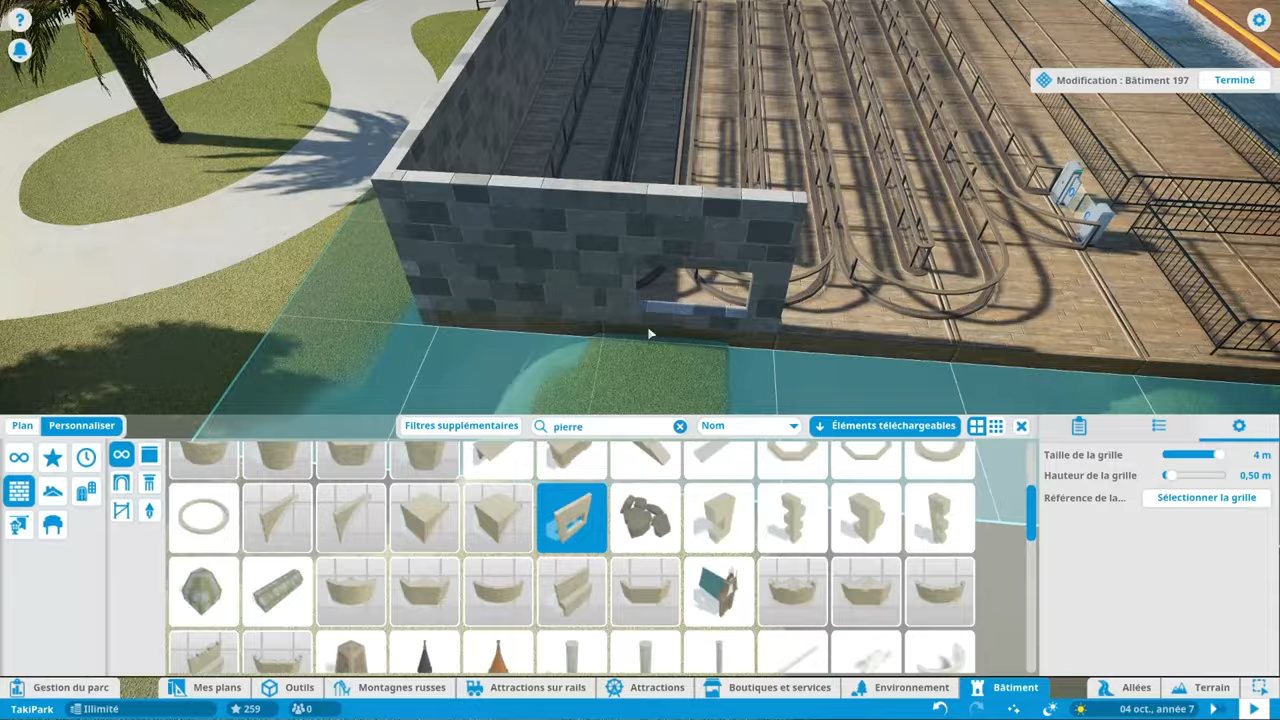 ?
Modification : Bâtiment 197
Terminé
Plan
Personnaliser
Filtres supplémentaires
pierre
Nom
Éléments téléchargeables
Taille de la grille
4 m
Hauteur de la grille
0,50 m
Référence de la...
Sélectionner la grille
Gestion du parc
Mes plans
Outils
Montagnes russes
Attractions sur rails
Attractions
Boutiques et services
Environnement
Bâtiment
Allées
Terrain
TakiPark
Illimité
259
0
04 oct., année 7